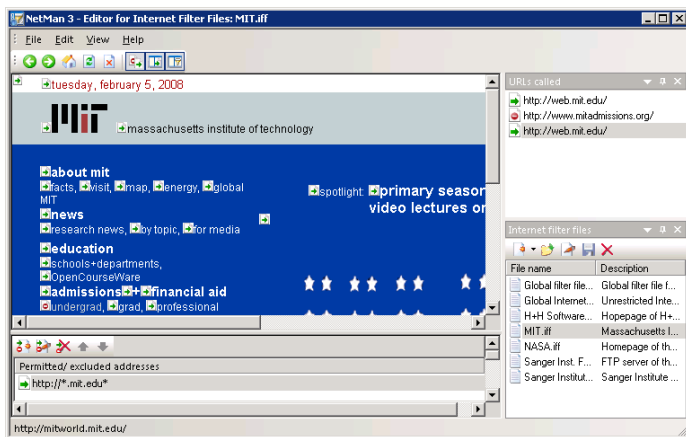 NetMan 3 - Editor for Internet Filter Files: MIT.iff
File Edit View Help
tuesday, february 5, 2008
MIT
massachusetts institute of technology
about mit
facts, visit, map, energy, global
MIT
news
research news, by topic, for media
education
schools+departments,
OpenCourseWare
admissions + financial aid
undergrad, grad, professional
spotlight: primary seasor
video lectures or
Permitted/ excluded addresses
http://*.mit.edu*
http://mitworld.mit.edu/
URLs called
http://web.mit.edu/
http://www.mitadmissions.org/
http://web.mit.edu/
Internet filter files
File name Description
Global filter file... Global filter file f...
Global Internet... Unrestricted Inte...
H+H Software... Hopepage of H+...
MIT.iff Massachusetts I...
NASA.iff Homepage of th...
Sanger Inst. F... FTP server of th...
Sanger Institut... Sanger Institute ...